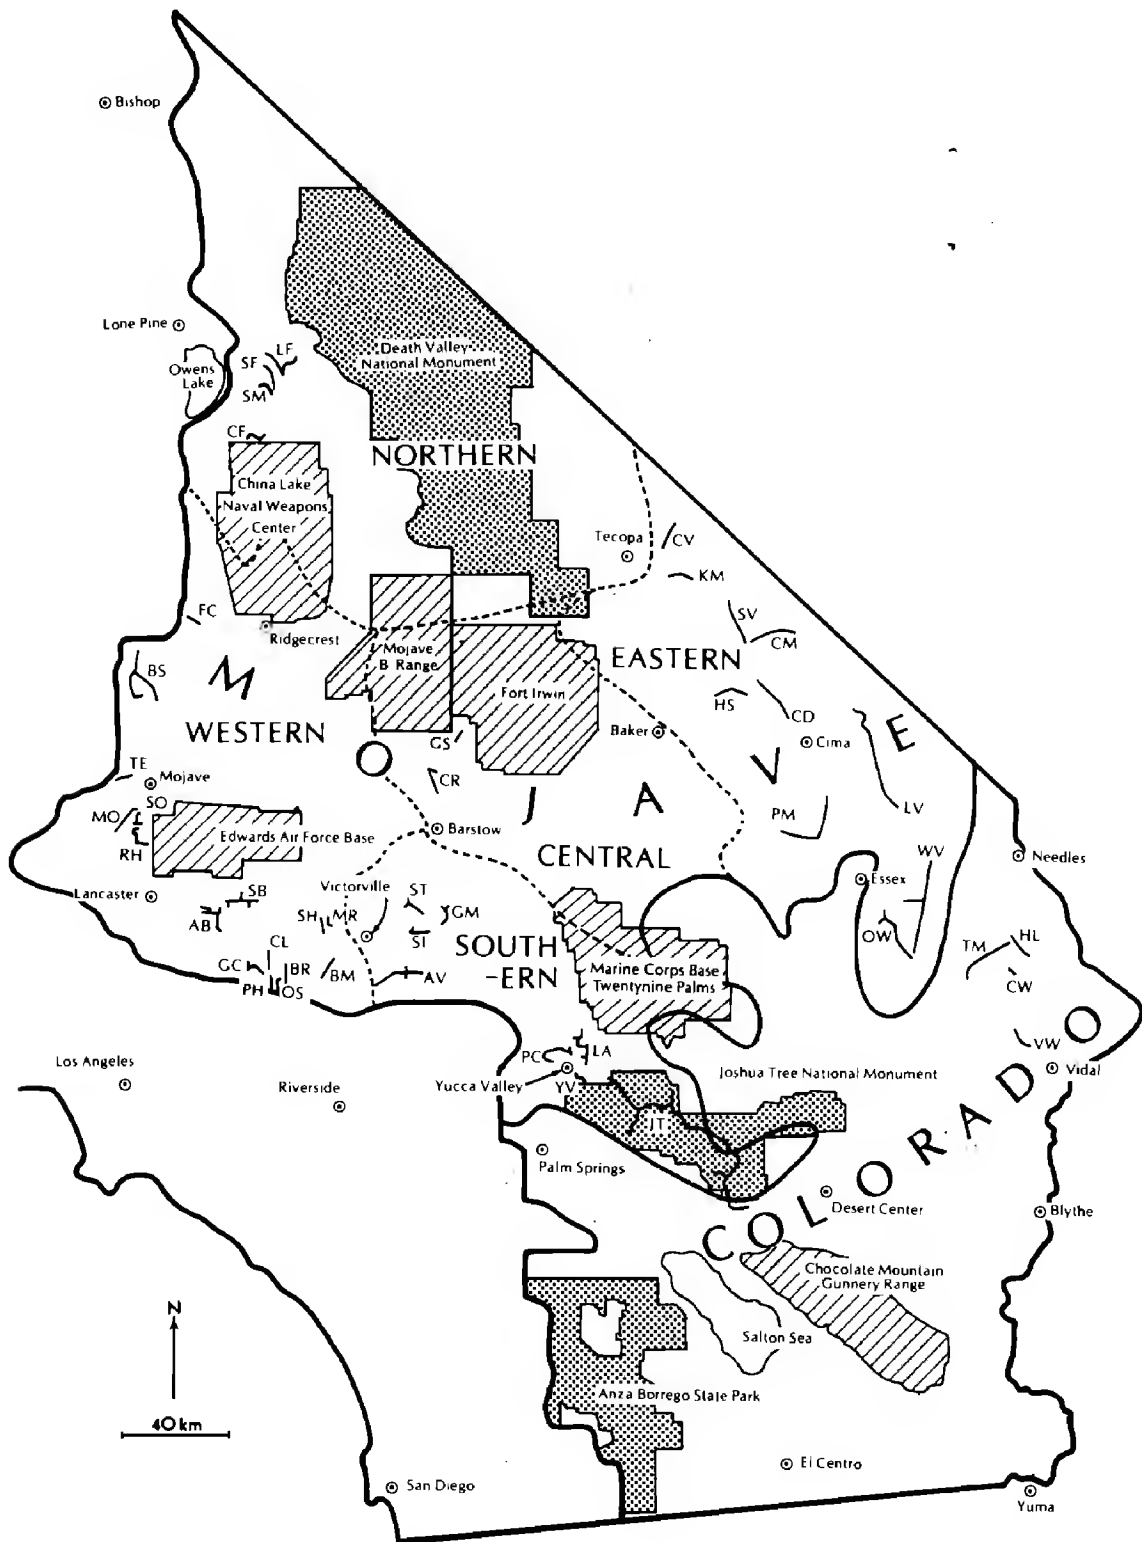 Bishop
Lone Pine
Owens
Lake
SF
LF
SM
Death Valley
National Monument
CF
NORTHERN
China Lake
Naval Weapons
Center
Tecopa
CV
KM
FC
Ridgecrest
SV
CM
Mojave
B Range
EASTERN
BS
M
Fort Irwin
HS
CD
WESTERN
GS
Baker
Cima
E
O
V
TE
Mojave
CR
J
A
LV
MO
SO
PM
RH
Edwards Air Force Base
Barstow
CENTRAL
WV
Needles
Essex
Lancaster
SB
Victorville
ST
AB
SH
MR
GM
SI
OW
SOUTH
-ERN
TM
HL
CL
GC
BR
BM
AV
Marine Corps Base
Twentynine Palms
CW
PH
OS
O
VW
PC
LA
Los Angeles
Riverside
Yucca Valley
YV
Joshua Tree National Monument
Vidal
D
JT
A
R
Palm Springs
O
L
Desert Center
Blythe
C
O
L
Chocolate Mountain
Gunnery Range
Salton Sea
N
Anza Borrego State Park
40 km
El Centro
San Diego
Yuma